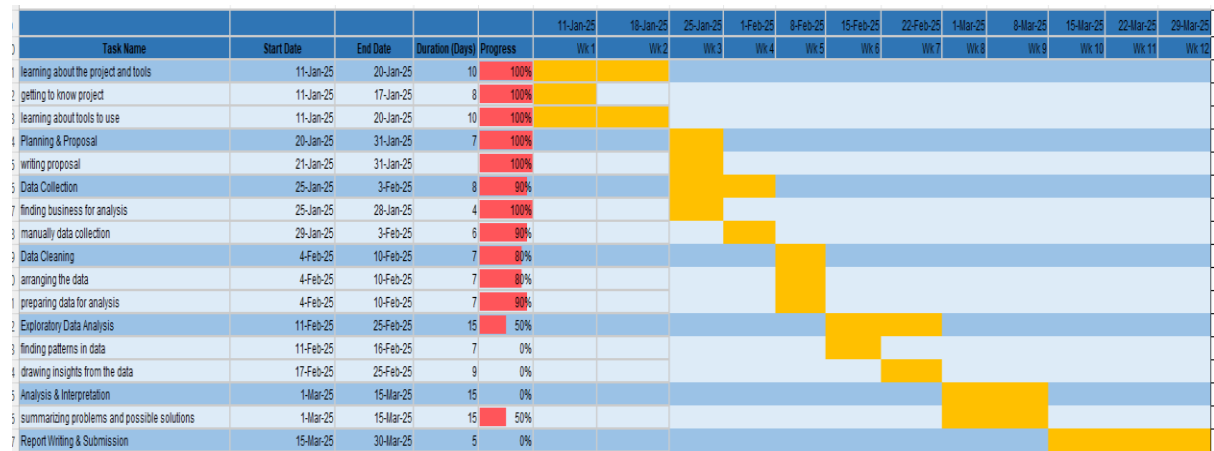 11-Jan-25 18-Jan-25 25-Jan-25 1-Feb-25 8-Feb-25 15-Feb-25 22-Feb-25 1-Mar-25 8-Mar-25 15-Mar-25 22-Mar-25 29-Mar-25
Task Name Start Date End Date Duration (Days) Progress Wk 1 Wk 2 Wk 3 Wk 4 Wk 5 Wk 6 Wk 7 Wk 8 Wk 9 Wk 10 Wk 11 Wk 12
learning about the project and tools 11-Jan-25 20-Jan-25 10 100%
getting to know project 11-Jan-25 17-Jan-25 8 100%
learning about tools to use 11-Jan-25 20-Jan-25 10 100%
Planning & Proposal 20-Jan-25 31-Jan-25 7 100%
writing proposal 21-Jan-25 31-Jan-25 100%
Data Collection 25-Jan-25 3-Feb-25 8 90%
finding business for analysis 25-Jan-25 28-Jan-25 4 100%
manually data collection 29-Jan-25 3-Feb-25 6 90%
Data Cleaning 4-Feb-25 10-Feb-25 7 80%
arranging the data 4-Feb-25 10-Feb-25 7 80%
preparing data for analysis 4-Feb-25 10-Feb-25 7 90%
Exploratory Data Analysis 11-Feb-25 25-Feb-25 15 50%
finding patterns in data 11-Feb-25 16-Feb-25 7 0%
drawing insights from the data 17-Feb-25 25-Feb-25 9 0%
Analysis & Interpretation 1-Mar-25 15-Mar-25 15 0%
summarizing problems and possible solutions 1-Mar-25 15-Mar-25 15 50%
Report Writing & Submission 15-Mar-25 30-Mar-25 5 0%